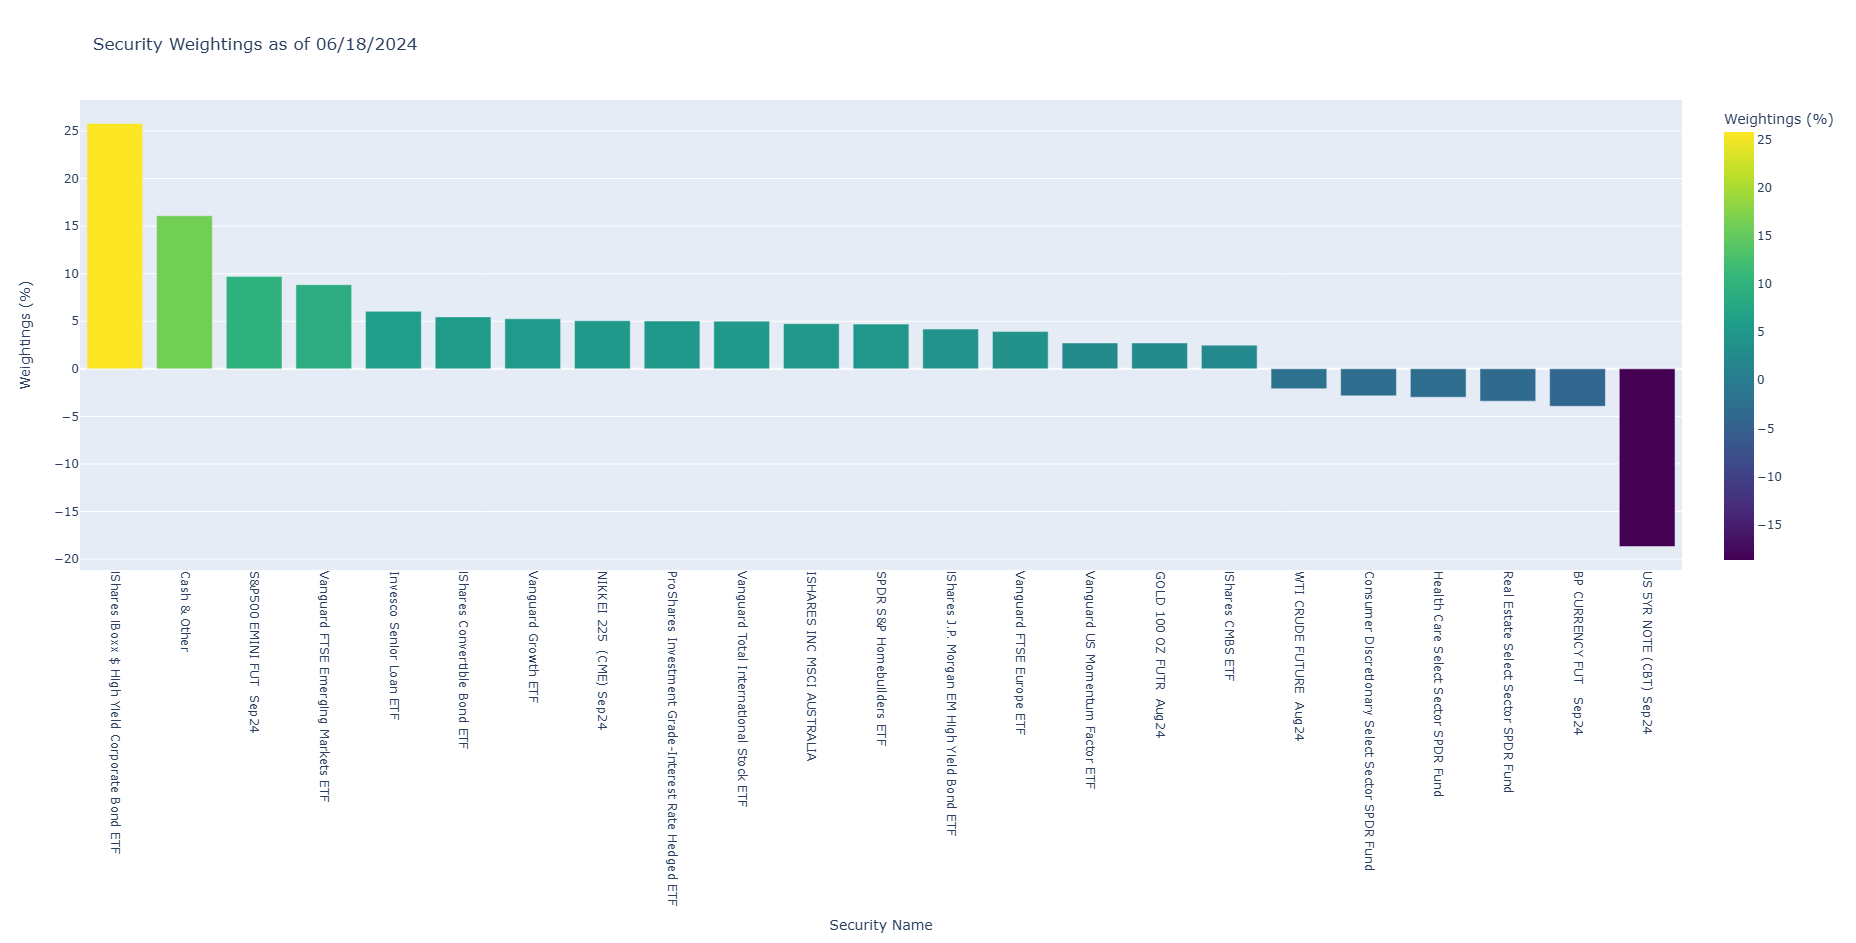 Security Weightings as of 06/18/2024
Weightings (%)
25
20
15
10
5
0
−5
−10
−15
−20
iShares iBoxx $ High Yield Corporate Bond ETF
Cash & Other
S&P500 EMINI FUT  Sep24
Vanguard FTSE Emerging Markets ETF
Invesco Senior Loan ETF
iShares Convertible Bond ETF
Vanguard Growth ETF
NIKKEI 225  (CME) Sep24
ProShares Investment Grade-Interest Rate Hedged ETF
Vanguard Total International Stock ETF
ISHARES INC MSCI AUSTRALIA
SPDR S&P Homebuilders ETF
iShares J.P. Morgan EM High Yield Bond ETF
Vanguard FTSE Europe ETF
Vanguard US Momentum Factor ETF
GOLD 100 OZ FUTR  Aug24
iShares CMBS ETF
WTI CRUDE FUTURE  Aug24
Consumer Discretionary Select Sector SPDR Fund
Health Care Select Sector SPDR Fund
Real Estate Select Sector SPDR Fund
BP CURRENCY FUT   Sep24
US 5YR NOTE (CBT) Sep24
Security Name
Weightings (%)
25
20
15
10
5
0
−5
−10
−15